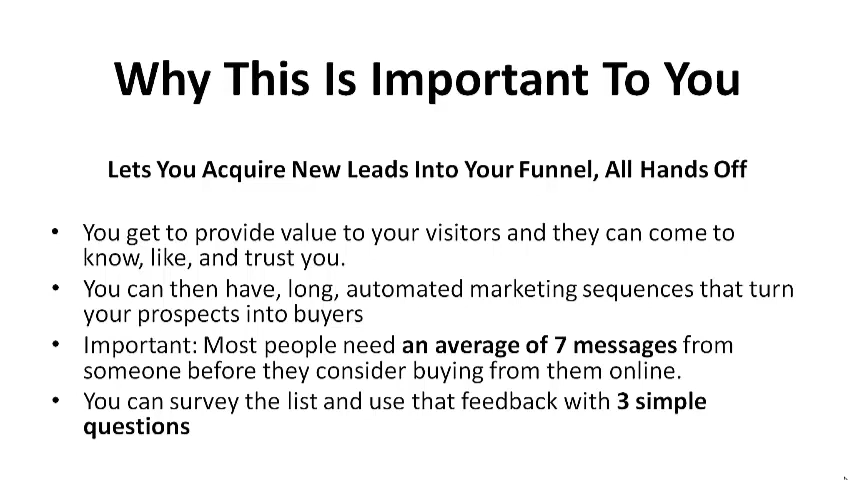 Why This Is Important To You
Lets You Acquire New Leads Into Your Funnel, All Hands Off
• You get to provide value to your visitors and they can come to
know, like, and trust you.
• You can then have, long, automated marketing sequences that turn
your prospects into buyers
• Important: Most people need an average of 7 messages from
someone before they consider buying from them online.
• You can survey the list and use that feedback with 3 simple
questions